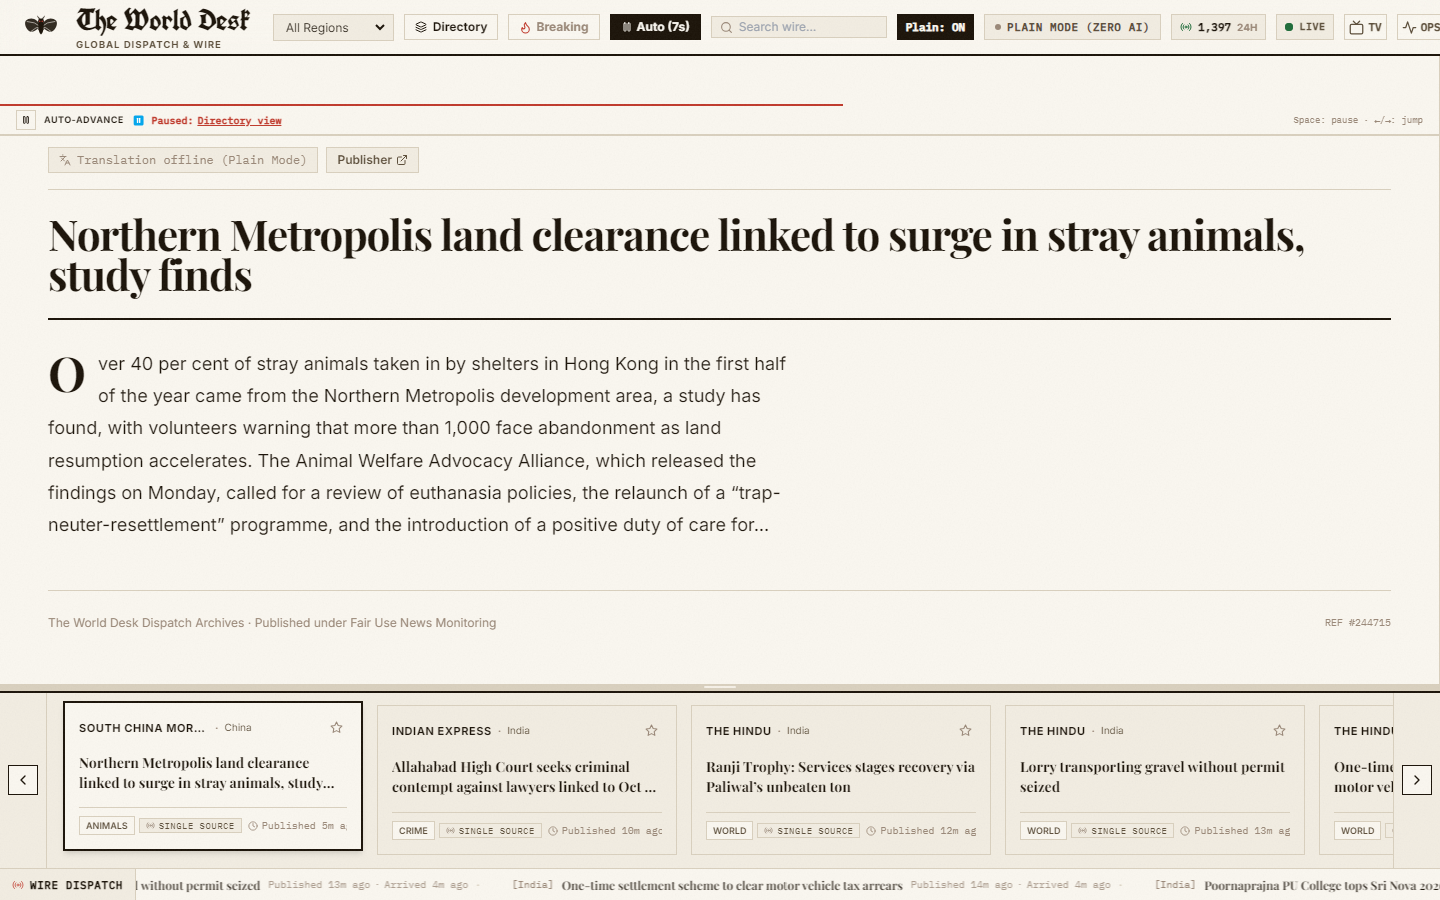 The World Desk
GLOBAL DISPATCH & WIRE
All Regions
Directory
Breaking
Auto (7s)
Search wire...
Plain: ON
PLAIN MODE (ZERO AI)
1,397 24H
LIVE
TV
OPS
AUTO-ADVANCE
Paused: Directory view
Space: pause · ←/→: jump
Translation offline (Plain Mode)
Publisher
Northern Metropolis land clearance linked to surge in stray animals,
study finds
Over 40 per cent of stray animals taken in by shelters in Hong Kong in the first half
of the year came from the Northern Metropolis development area, a study has
found, with volunteers warning that more than 1,000 face abandonment as land
resumption accelerates. The Animal Welfare Advocacy Alliance, which released the
findings on Monday, called for a review of euthanasia policies, the relaunch of a “trap-
neuter-resettlement” programme, and the introduction of a positive duty of care for...
The World Desk Dispatch Archives · Published under Fair Use News Monitoring
REF #244715
SOUTH CHINA MOR... · China
Northern Metropolis land clearance
linked to surge in stray animals, study...
ANIMALS
SINGLE SOURCE
Published 5m a
INDIAN EXPRESS · India
Allahabad High Court seeks criminal
contempt against lawyers linked to Oct ...
CRIME
SINGLE SOURCE
Published 10m ago
THE HINDU · India
Ranji Trophy: Services stages recovery via
Paliwal's unbeaten ton
WORLD
SINGLE SOURCE
Published 12m ag
THE HINDU · India
Lorry transporting gravel without permit
seized
WORLD
SINGLE SOURCE
Published 13m ag
THE HINDU
One-time
motor vel
WORLD
WIRE DISPATCH
without permit seized Published 13m ago · Arrived 4m ago ·
[India] One-time settlement scheme to clear motor vehicle tax arrears Published 14m ago · Arrived 4m ago ·
[India] Poornaprajna PU College tops Sri Nova 202